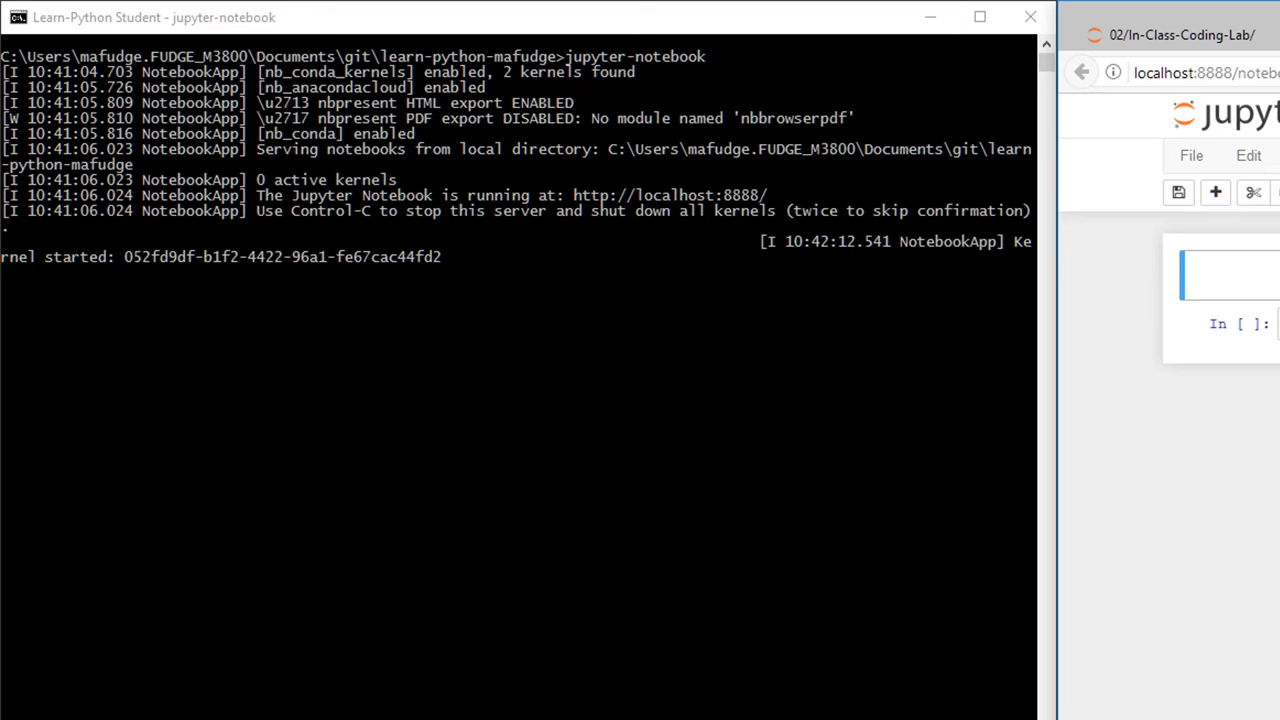 Learn-Python Student - jupyter-notebook
C:\Users\mafudge.FUDGE_M3800\Documents\git\learn-python-mafudge>jupyter-notebook
[I 10:41:04.703 NotebookApp] [nb_conda_kernels] enabled, 2 kernels found
[I 10:41:05.726 NotebookApp] [nb_anacondacloud] enabled
[I 10:41:05.809 NotebookApp] \u2713 nbpresent HTML export ENABLED
[W 10:41:05.810 NotebookApp] \u2717 nbpresent PDF export DISABLED: No module named 'nbbrowserpdf'
[I 10:41:05.816 NotebookApp] [nb_conda] enabled
[I 10:41:06.023 NotebookApp] Serving notebooks from local directory: C:\Users\mafudge.FUDGE_M3800\Documents\git\learn
-python-mafudge
[I 10:41:06.023 NotebookApp] 0 active kernels
[I 10:41:06.024 NotebookApp] The Jupyter Notebook is running at: http://localhost:8888/
[I 10:41:06.024 NotebookApp] Use Control-C to stop this server and shut down all kernels (twice to skip confirmation)
.
[I 10:42:12.541 NotebookApp] Ke
rnel started: 052fd9df-b1f2-4422-96a1-fe67cac44fd2
02/In-Class-Coding-Lab/
localhost:8888/noteb
jupyt
File Edit
In [ ]: